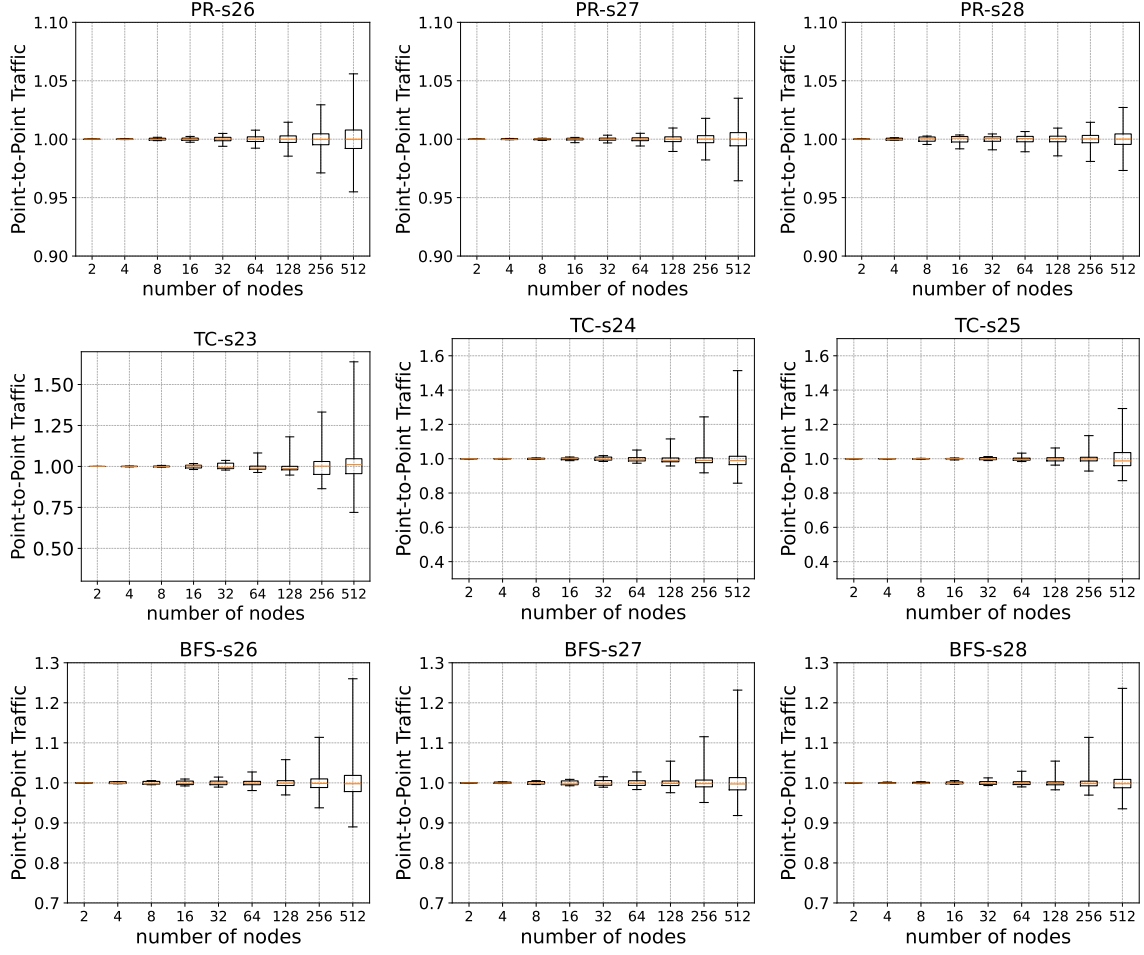 PR-s26
Point-to-Point Traffic
1.10
1.05
1.00
0.95
0.90
2 4 8 16 32 64 128 256 512
number of nodes
PR-s27
Point-to-Point Traffic
1.10
1.05
1.00
0.95
0.90
2 4 8 16 32 64 128 256 512
number of nodes
PR-s28
Point-to-Point Traffic
1.10
1.05
1.00
0.95
0.90
2 4 8 16 32 64 128 256 512
number of nodes
TC-s23
Point-to-Point Traffic
1.50
1.25
1.00
0.75
0.50
2 4 8 16 32 64 128 256 512
number of nodes
TC-s24
Point-to-Point Traffic
1.6
1.4
1.2
1.0
0.8
0.6
0.4
2 4 8 16 32 64 128 256 512
number of nodes
TC-s25
Point-to-Point Traffic
1.6
1.4
1.2
1.0
0.8
0.6
0.4
2 4 8 16 32 64 128 256 512
number of nodes
BFS-s26
Point-to-Point Traffic
1.3
1.2
1.1
1.0
0.9
0.8
0.7
2 4 8 16 32 64 128 256 512
number of nodes
BFS-s27
Point-to-Point Traffic
1.3
1.2
1.1
1.0
0.9
0.8
0.7
2 4 8 16 32 64 128 256 512
number of nodes
BFS-s28
Point-to-Point Traffic
1.3
1.2
1.1
1.0
0.9
0.8
0.7
2 4 8 16 32 64 128 256 512
number of nodes